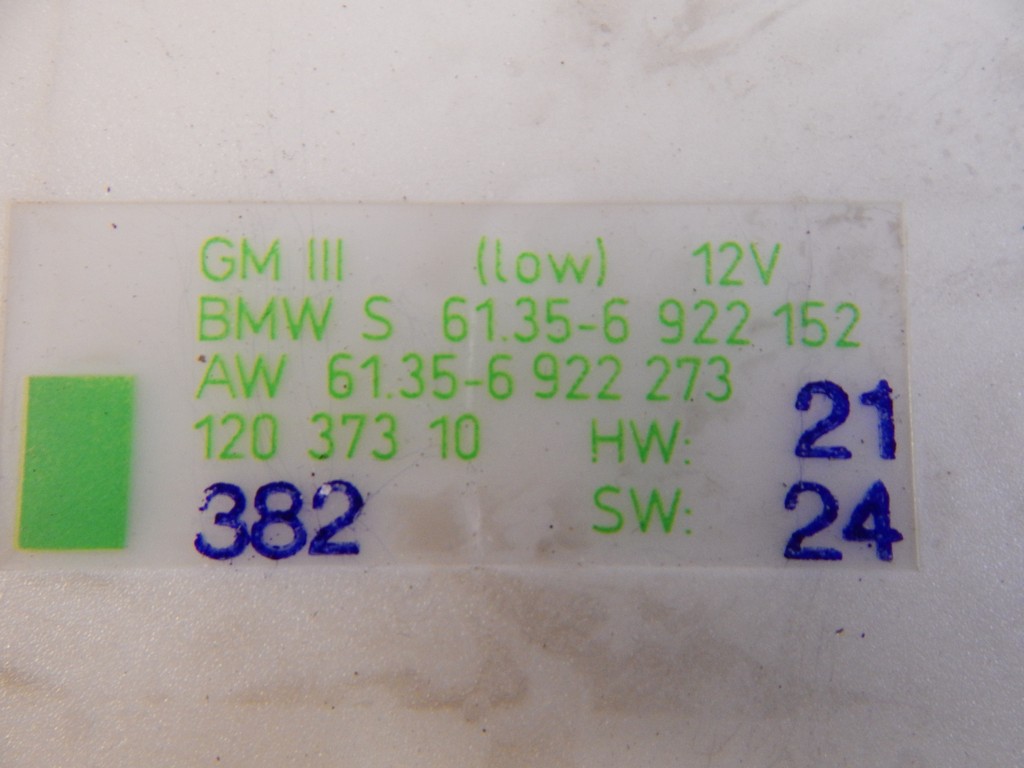 GM III (low) 12V
BMW S 61.35-6 922 152
AW 61.35-6 922 273
120 373 10 HW: 21
382 SW: 24